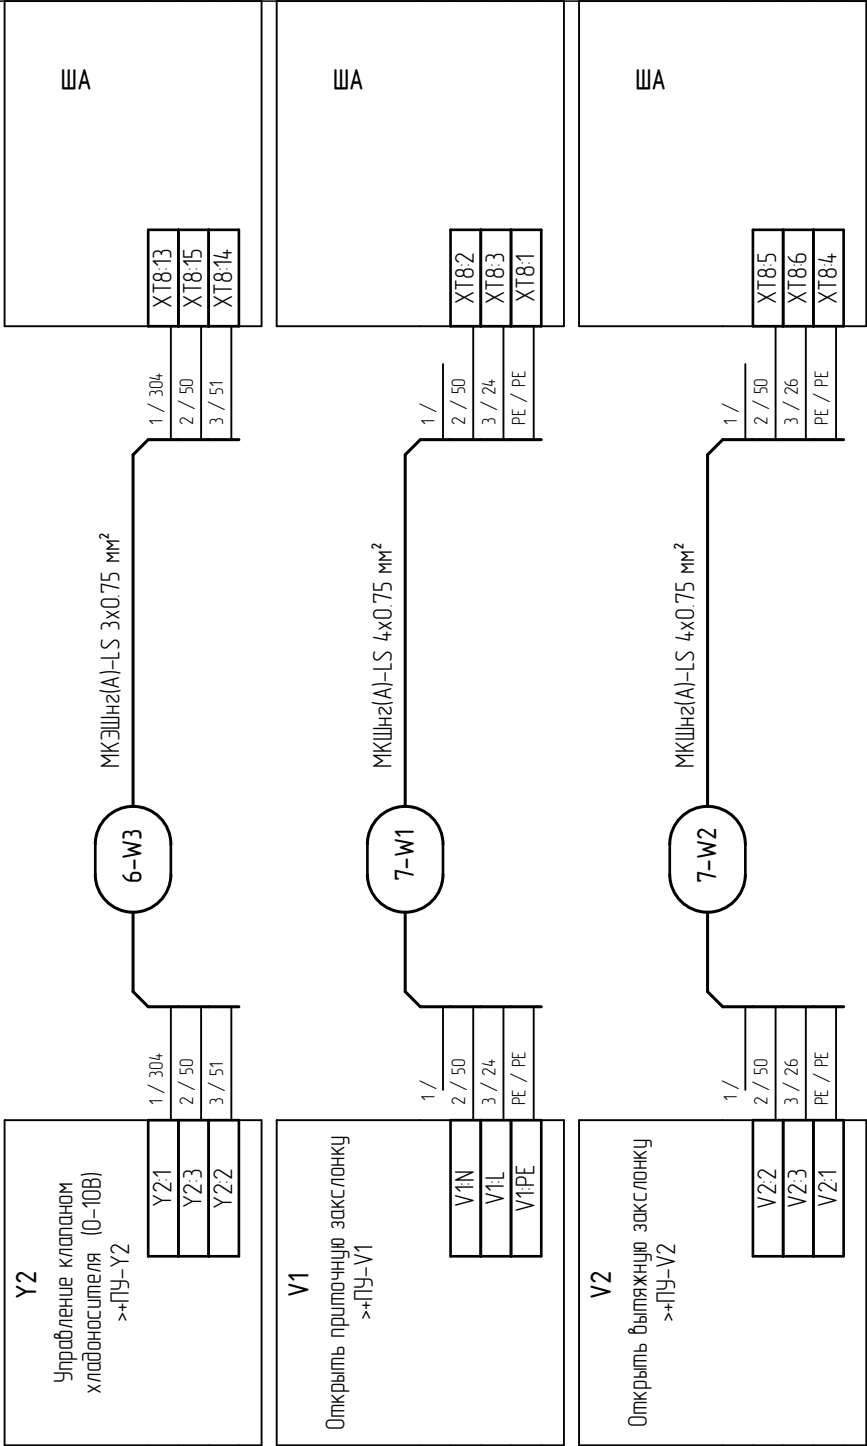 Y2
Управление клапаном
хладоносителя (0-10В)
>+ПУ-Y2
Y2:1
Y2:3
Y2:2
1 / 304
2 / 50
3 / 51
6-W3
МКЭШнг(А)-LS 3x0.75 мм²
1 / 304
2 / 50
3 / 51
XT8:13
XT8:15
XT8:14
ША
V1
Открыть приточную закслонку
>+ПУ-V1
V1:N
V1:L
V1:PE
1 /
2 / 50
3 / 24
PE / PE
7-W1
МКШнг(А)-LS 4x0.75 мм²
1 /
2 / 50
3 / 24
PE / PE
XT8:2
XT8:3
XT8:1
ША
V2
Открыть вытяжную закслонку
>+ПУ-V2
V2:2
V2:3
V2:1
1 /
2 / 50
3 / 26
PE / PE
7-W2
МКШнг(А)-LS 4x0.75 мм²
1 /
2 / 50
3 / 26
PE / PE
XT8:5
XT8:6
XT8:4
ША